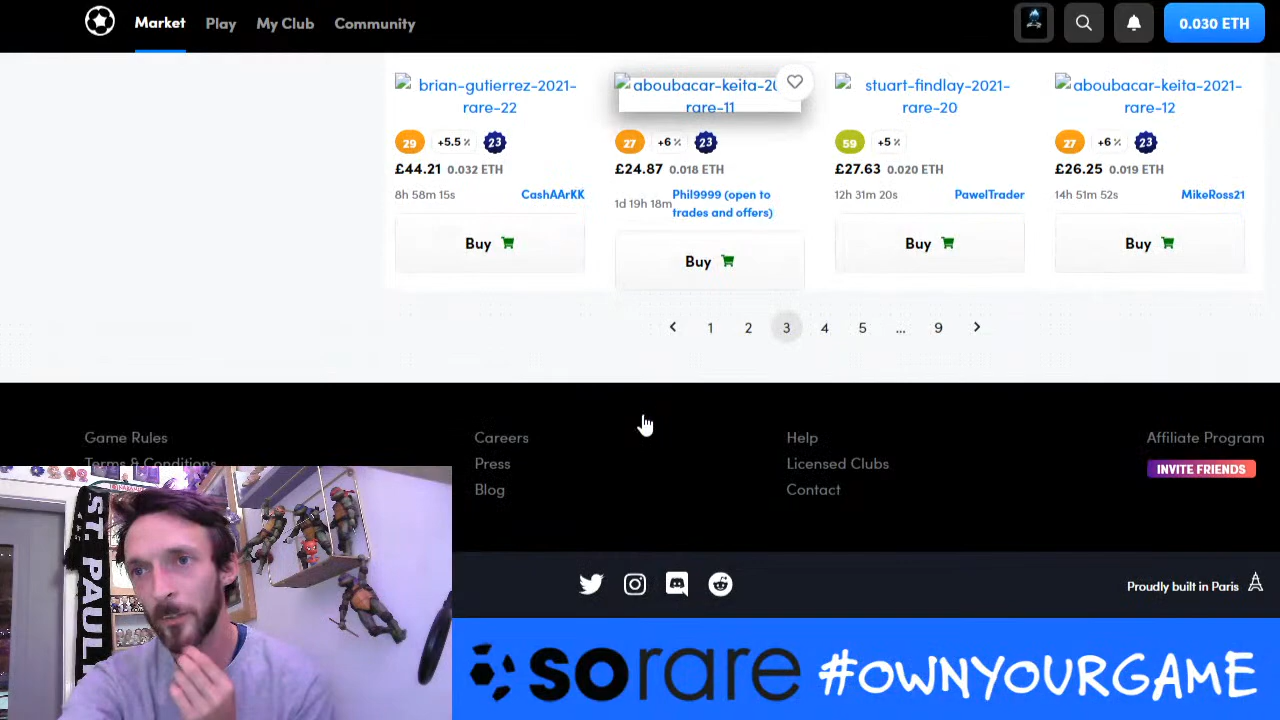 Market Play My Club Community 0.030 ETH
brian-gutierrez-2021-
rare-22
29 +5.5% 23
£44.21 0.032 ETH
8h 58m 15s CashAArKK
Buy
aboubacar-keita-20
rare-11
27 +6% 23
£24.87 0.018 ETH
1d 19h 18m Phil9999 (open to
trades and offers)
Buy
stuart-findlay-2021-
rare-20
59 +5%
£27.63 0.020 ETH
12h 31m 20s PawelTrader
Buy
aboubacar-keita-2021-
rare-12
27 +6% 23
£26.25 0.019 ETH
14h 51m 52s MikeRoss21
Buy
1 2 3 4 5 ... 9
Game Rules
Terms & Conditions
Careers
Press
Blog
Help
Licensed Clubs
Contact
Affiliate Program
INVITE FRIENDS
ST. PAUL
Proudly built in Paris
sorare #OWNYOURGAME